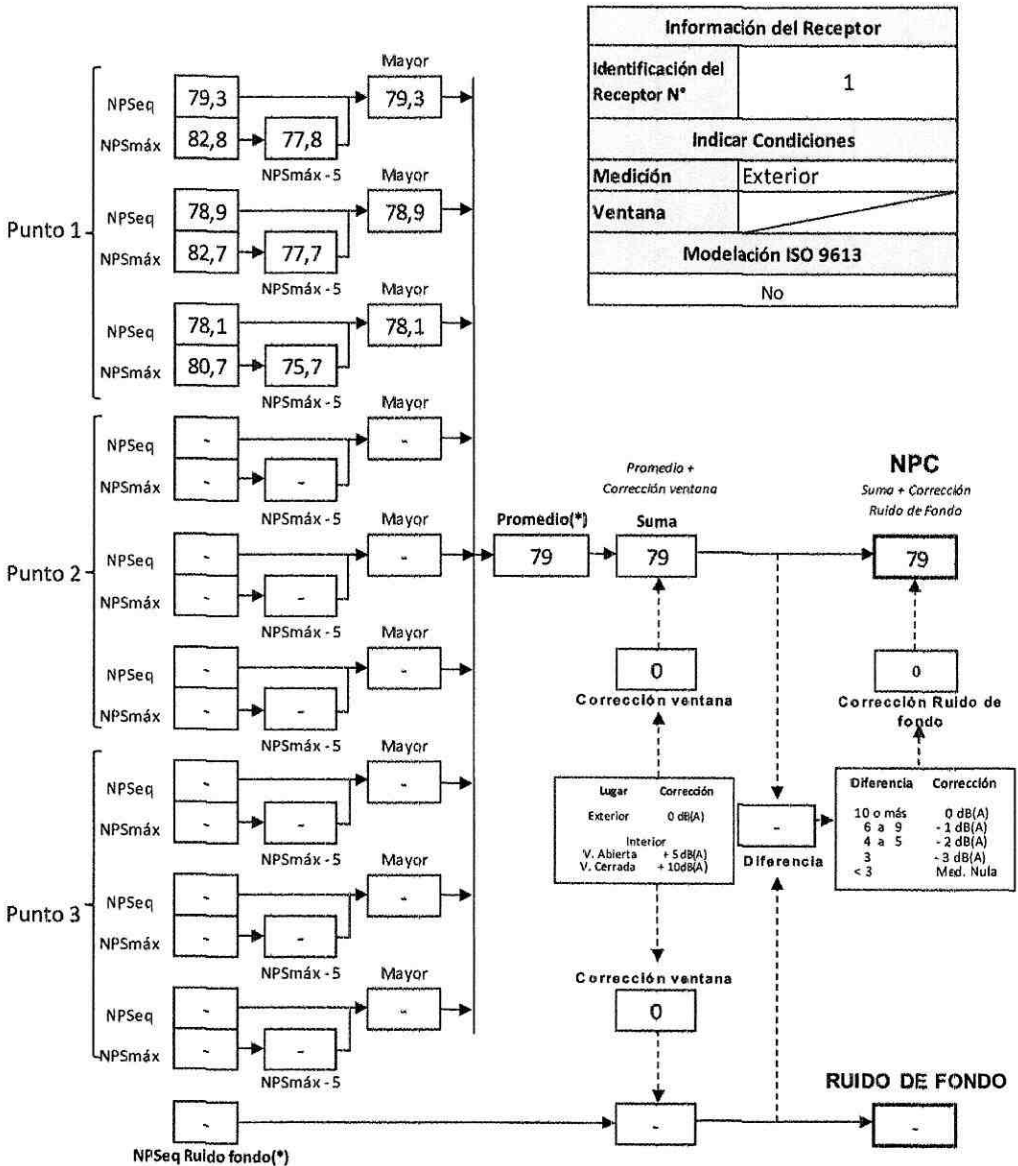 Información del Receptor
Identificación del Receptor N°
1
Indicar Condiciones
Medición
Exterior
Ventana
Modelación ISO 9613
No
Punto 1
Mayor
NPSeq
79,3
79,3
NPSmáx
82,8
77,8
NPSmáx - 5
Mayor
NPSeq
78,9
78,9
NPSmáx
82,7
77,7
NPSmáx - 5
Mayor
NPSeq
78,1
78,1
NPSmáx
80,7
75,7
NPSmáx - 5
Punto 2
Mayor
NPSeq
-
-
NPSmáx
-
-
NPSmáx - 5
Mayor
NPSeq
-
-
NPSmáx
-
-
NPSmáx - 5
Mayor
NPSeq
-
-
NPSmáx
-
-
NPSmáx - 5
Punto 3
Mayor
NPSeq
-
-
NPSmáx
-
-
NPSmáx - 5
Mayor
NPSeq
-
-
NPSmáx
-
-
NPSmáx - 5
Mayor
NPSeq
-
-
NPSmáx
-
-
NPSmáx - 5
-
NPSeq Ruido fondo(*)
Promedio(*)
79
Promedio +
Corrección ventana
Suma
79
0
Corrección ventana
Lugar Corrección
Exterior 0 dB(A)
Interior
V. Abierta + 5dB(A)
V. Cerrada + 10dB(A)
Corrección ventana
0
-
-
Diferencia
NPC
Suma + Corrección
Ruido de Fondo
79
0
Corrección Ruido de
fondo
Diferencia Corrección
10 o más 0 dB(A)
6 a 9 - 1 dB(A)
4 a 5 - 2 dB(A)
3 -3 dB(A)
< 3 Med. Nula
RUIDO DE FONDO
-